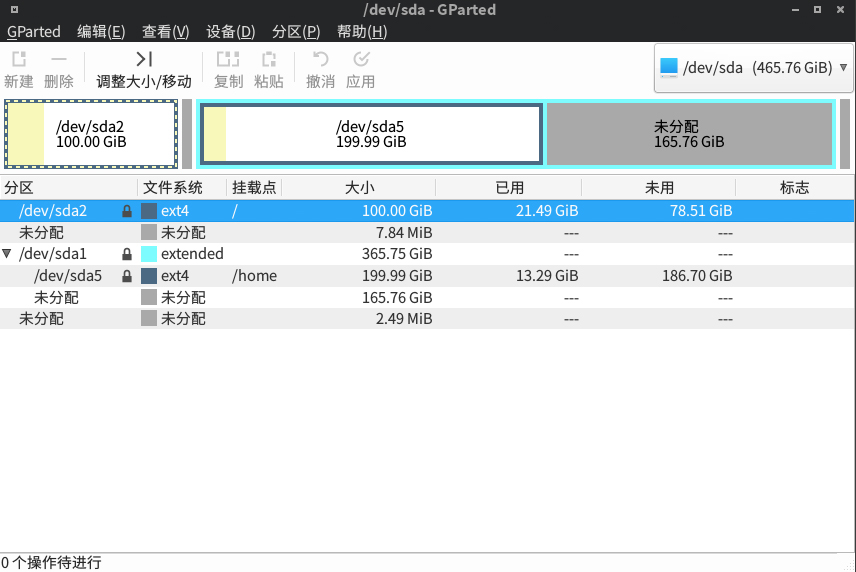 /dev/sda - GParted
GParted 编辑(E) 查看(V) 设备(D) 分区(P) 帮助(H)
新建 删除 调整大小/移动 复制 粘贴 撤消 应用 /dev/sda (465.76 GiB)
/dev/sda2
100.00 GiB
/dev/sda5
199.99 GiB
未分配
165.76 GiB
分区 文件系统 挂载点 大小 已用 未用 标志
/dev/sda2 ext4 / 100.00 GiB 21.49 GiB 78.51 GiB
未分配 未分配 7.84 MiB --- ---
/dev/sda1 extended 365.75 GiB --- ---
/dev/sda5 ext4 /home 199.99 GiB 13.29 GiB 186.70 GiB
未分配 未分配 165.76 GiB --- ---
未分配 未分配 2.49 MiB --- ---
0 个操作待进行